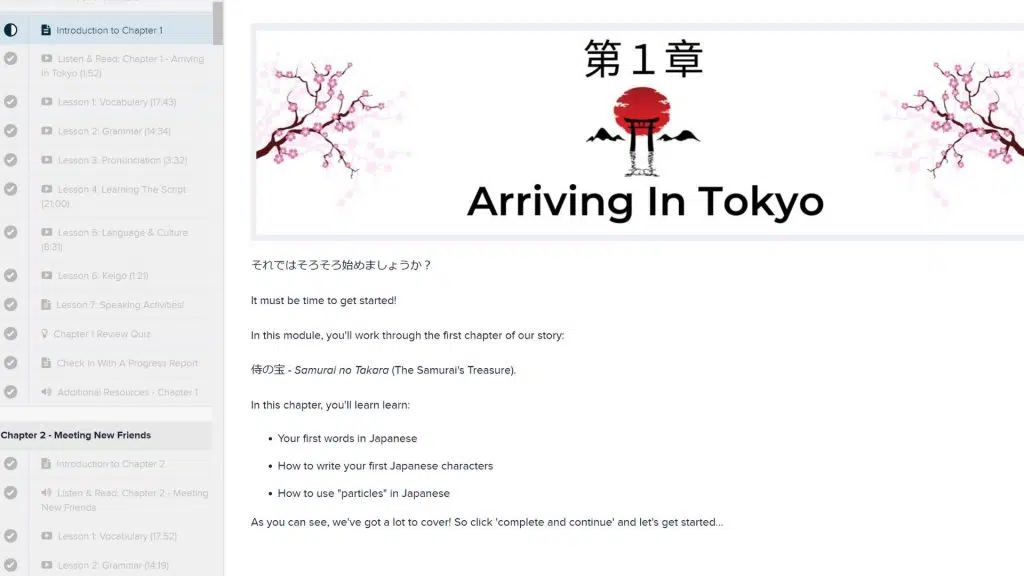 Introduction to Chapter 1
Listen & Read: Chapter 1 - Arriving
In Tokyo (1:52)
Lesson 1: Vocabulary (17:43)
Lesson 2: Grammar (14:34)
Lesson 3: Pronunciation (3:32)
Lesson 4: Learning The Script
(21:00)
Lesson 5: Language & Culture
(6:31)
Lesson 6: Keigo (1:21)
Lesson 7: Speaking Activities!
Chapter 1 Review Quiz
Check In With A Progress Report
Additional Resources - Chapter 1
Chapter 2 - Meeting New Friends
Introduction to Chapter 2
Listen & Read: Chapter 2 - Meeting
New Friends
Lesson 1: Vocabulary (17:52)
Lesson 2: Grammar (14:19)
第１章
Arriving In Tokyo
それではそろそろ始めましょうか？
It must be time to get started!
In this module, you'll work through the first chapter of our story:
侍の宝 - Samurai no Takara (The Samurai's Treasure).
In this chapter, you'll learn learn:
• Your first words in Japanese
• How to write your first Japanese characters
• How to use "particles" in Japanese
As you can see, we've got a lot to cover! So click 'complete and continue' and let's get started...